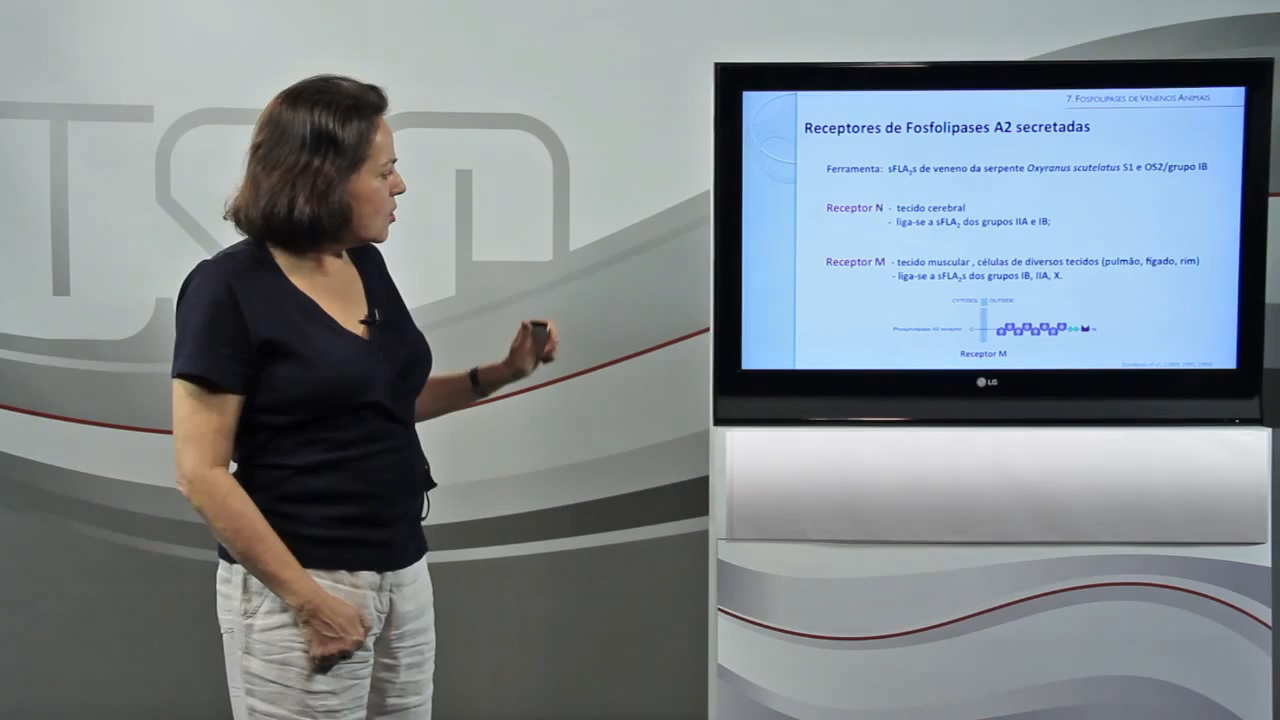 7. FOSFOLIPASES DE VENENOS ANIMAIS
Receptores de Fosfolipases A2 secretadas
Ferramenta: sFLA2s de veneno da serpente Oxyranus scutelatus S1 e OS2/grupo IB
Receptor N - tecido cerebral
- liga-se a sFLA2 dos grupos IIA e IB;
Receptor M - tecido muscular , células de diversos tecidos (pulmão, fígado, rim)
- liga-se a sFLA2s dos grupos IB, IIA, X.
CYTOSOL OUTSIDE
Phospholipase A2 receptor C N
Receptor M
LG